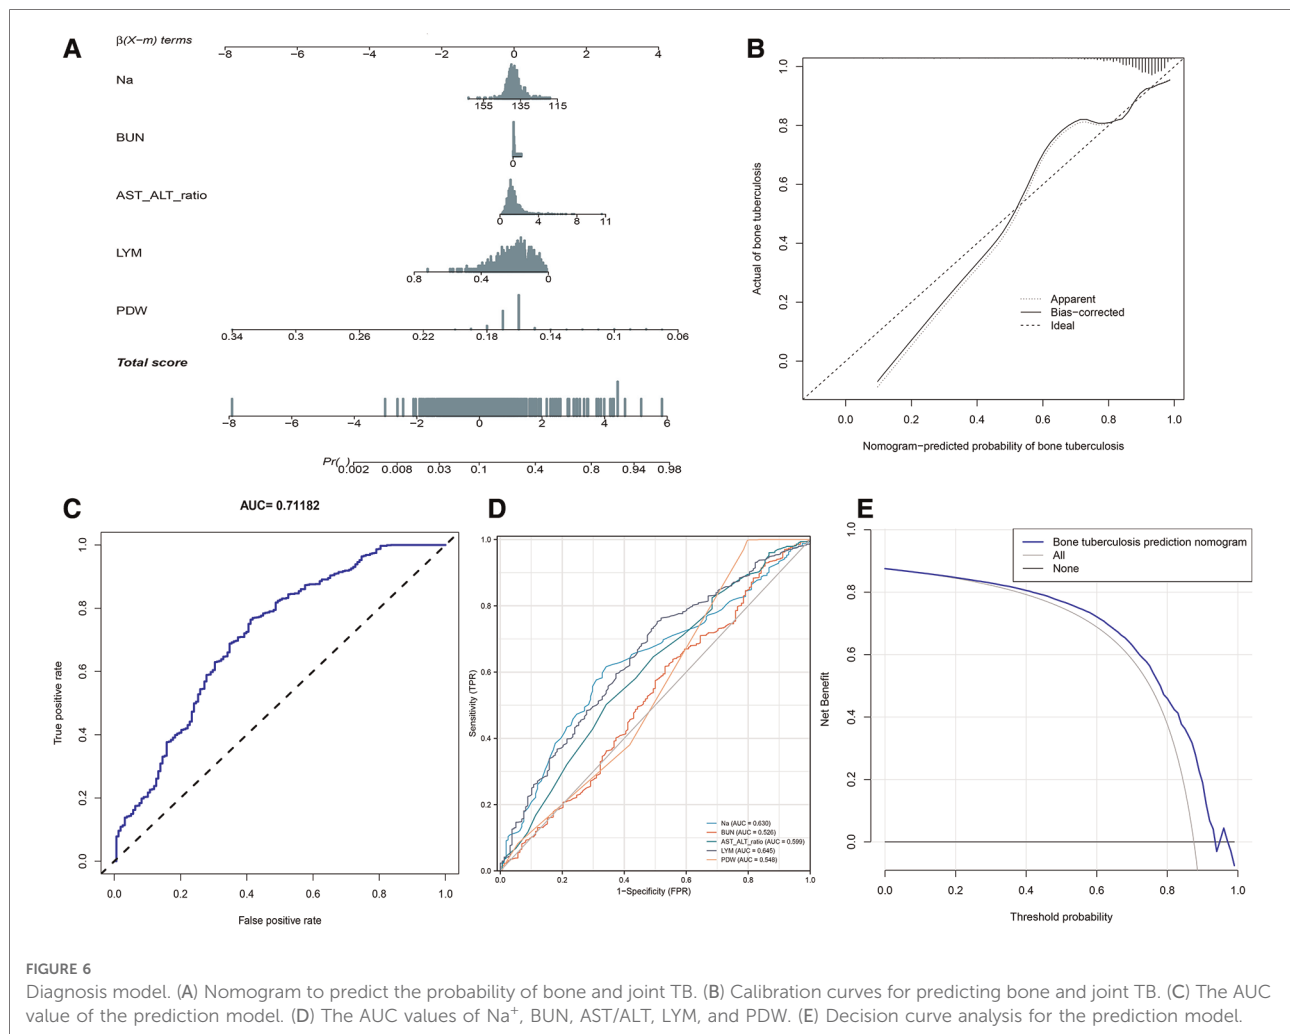 A
β(X−m) terms
−8 −6 −4 −2 0 2 4
Na
155 135 115
BUN
0
AST_ALT_ratio
0 4 8 11
LYM
0.8 0.4 0
PDW
0.34 0.3 0.26 0.22 0.18 0.14 0.1 0.06
Total score
−8 −6 −4 −2 0 2 4 6
Pr( )
0.002 0.008 0.03 0.1 0.4 0.8 0.94 0.98
B
Actual of bone tuberculosis
1.0
0.8
0.6
0.4
0.2
0.0
Apparent
Bias−corrected
Ideal
0.0 0.2 0.4 0.6 0.8 1.0
Nomogram−predicted probability of bone tuberculosis
C
AUC= 0.71182
True positive rate
1.0
0.8
0.6
0.4
0.2
0.0
0.0 0.2 0.4 0.6 0.8 1.0
False positive rate
D
Sensitivity (TPR)
1.0
0.8
0.6
0.4
0.2
0.0
Na (AUC = 0.630)
BUN (AUC = 0.526)
AST_ALT_ratio (AUC = 0.599)
LYM (AUC = 0.645)
PDW (AUC = 0.548)
0.0 0.2 0.4 0.6 0.8 1.0
1-Specificity (FPR)
E
Net Benefit
1.0
0.8
0.6
0.4
0.2
0.0
Bone tuberculosis prediction nomogram
All
None
0.0 0.2 0.4 0.6 0.8 1.0
Threshold probability
FIGURE 6
Diagnosis model. (A) Nomogram to predict the probability of bone and joint TB. (B) Calibration curves for predicting bone and joint TB. (C) The AUC
value of the prediction model. (D) The AUC values of Na⁺, BUN, AST/ALT, LYM, and PDW. (E) Decision curve analysis for the prediction model.